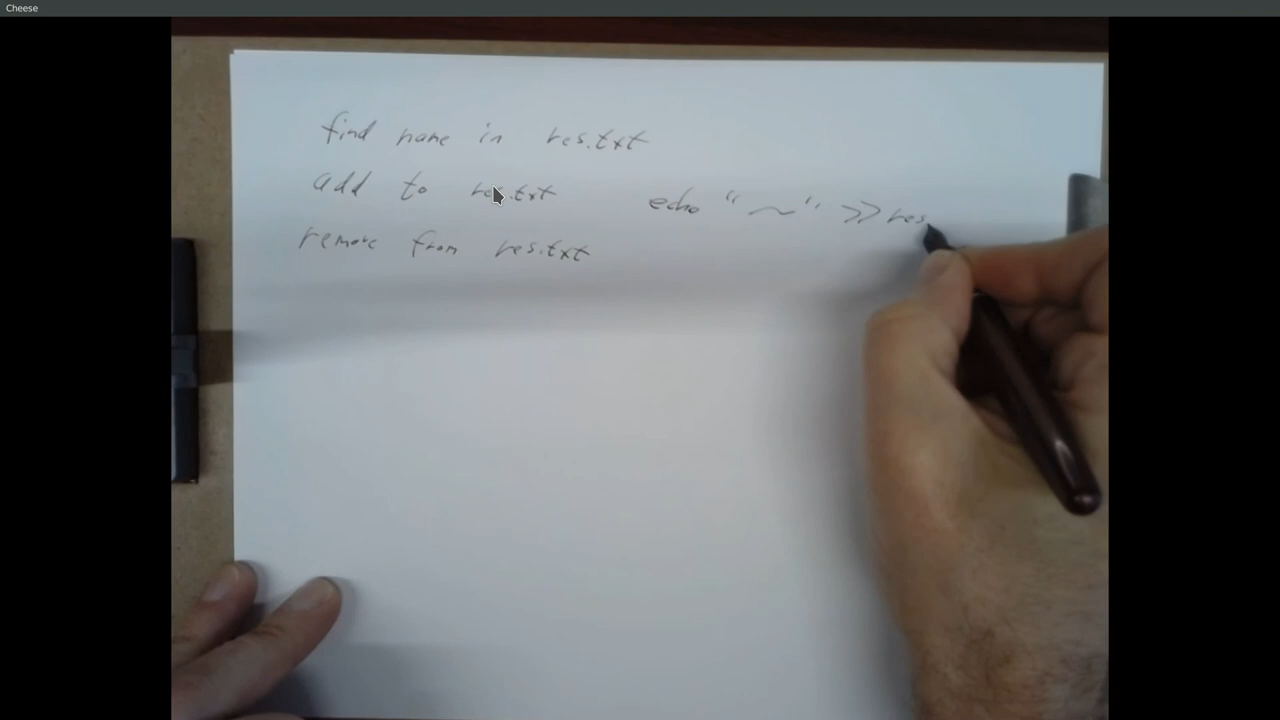 Cheese
find name in res.txt
add to res.txt echo "~" >>res
remove from res.txt